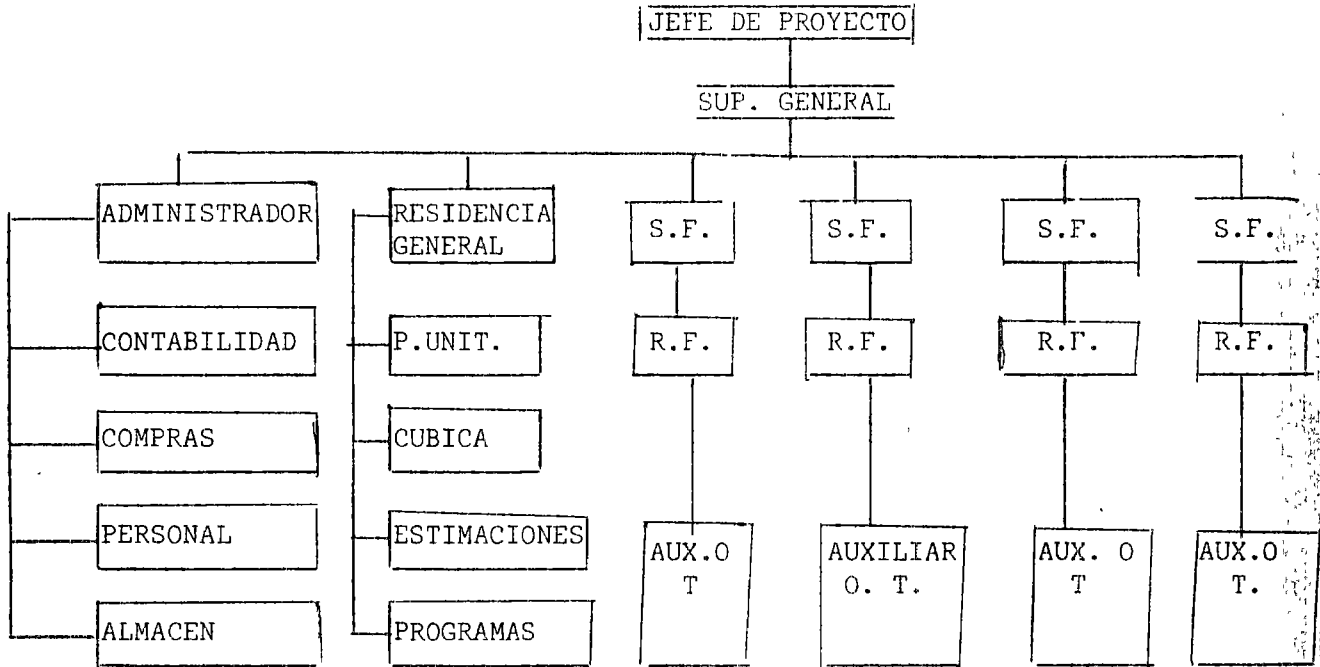 JEFE DE PROYECTO
SUP. GENERAL
ADMINISTRADOR
RESIDENCIA
GENERAL
S.F.
S.F.
S.F.
S.F.
CONTABILIDAD
P.UNIT.
R.F.
R.F.
R.F.
R.F.
COMPRAS
CUBICA
PERSONAL
ESTIMACIONES
AUX.O
T
AUXILIAR
O. T.
AUX. O
T
AUX.O
T.
ALMACEN
PROGRAMAS